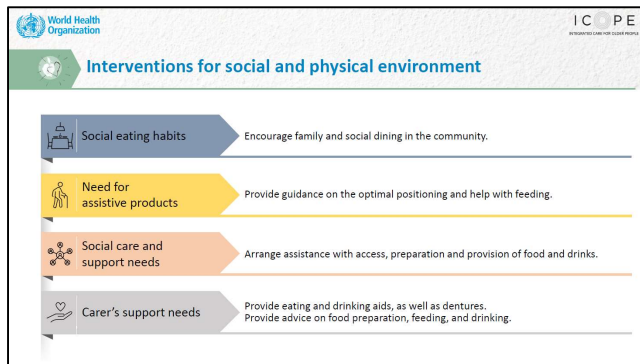 World Health
Organization
ICOPE
INTEGRATED CARE FOR OLDER PEOPLE
Interventions for social and physical environment
Social eating habits
Encourage family and social dining in the community.
Need for
assistive products
Provide guidance on the optimal positioning and help with feeding.
Social care and
support needs
Arrange assistance with access, preparation and provision of food and drinks.
Carer's support needs
Provide eating and drinking aids, as well as dentures.
Provide advice on food preparation, feeding, and drinking.